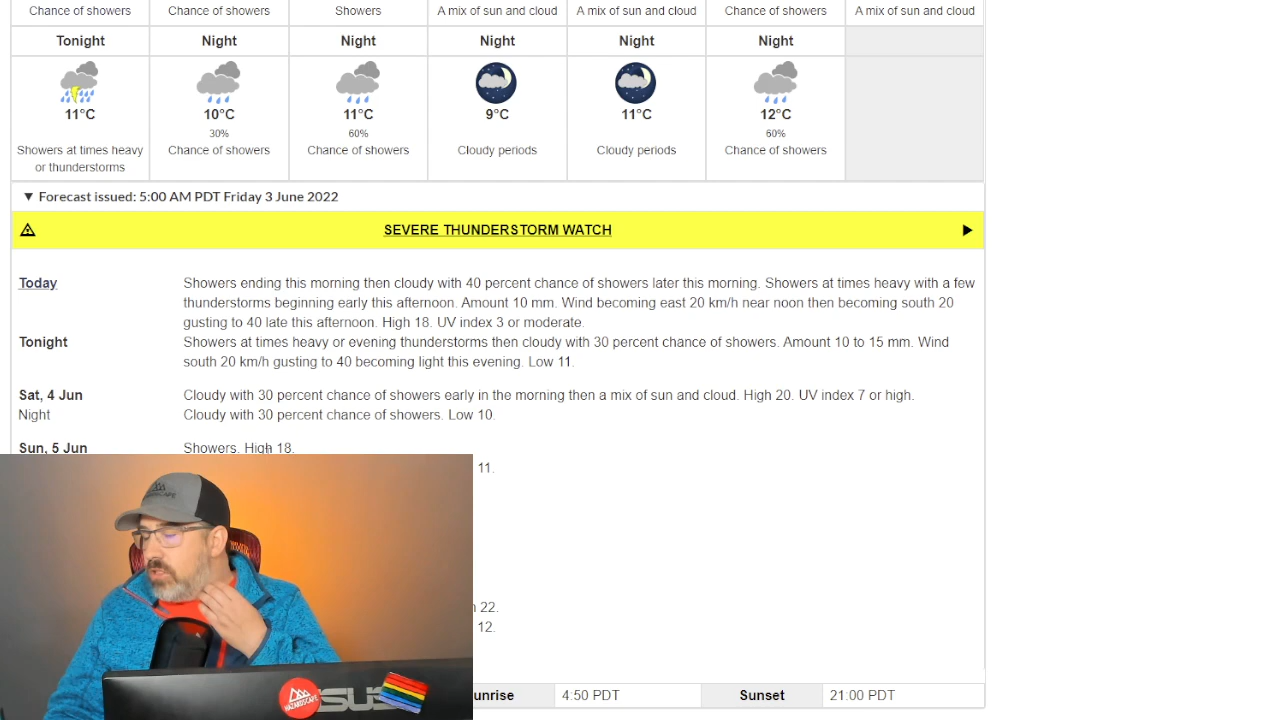 Chance of showers
Chance of showers
Showers
A mix of sun and cloud
A mix of sun and cloud
Chance of showers
A mix of sun and cloud
Tonight
Night
Night
Night
Night
Night
11°C
10°C
11°C
9°C
11°C
12°C
30%
60%
60%
Showers at times heavy
or thunderstorms
Chance of showers
Chance of showers
Cloudy periods
Cloudy periods
Chance of showers
▼ Forecast issued: 5:00 AM PDT Friday 3 June 2022
SEVERE THUNDERSTORM WATCH
Today
Showers ending this morning then cloudy with 40 percent chance of showers later this morning. Showers at times heavy with a few
thunderstorms beginning early this afternoon. Amount 10 mm. Wind becoming east 20 km/h near noon then becoming south 20
gusting to 40 late this afternoon. High 18. UV index 3 or moderate.
Tonight
Showers at times heavy or evening thunderstorms then cloudy with 30 percent chance of showers. Amount 10 to 15 mm. Wind
south 20 km/h gusting to 40 becoming light this evening. Low 11.
Sat, 4 Jun
Cloudy with 30 percent chance of showers early in the morning then a mix of sun and cloud. High 20. UV index 7 or high.
Night
Cloudy with 30 percent chance of showers. Low 10.
Sun, 5 Jun
Showers. High 18.
11.
22.
12.
unrise
4:50 PDT
Sunset
21:00 PDT
HAZARDSCAPE
SUS